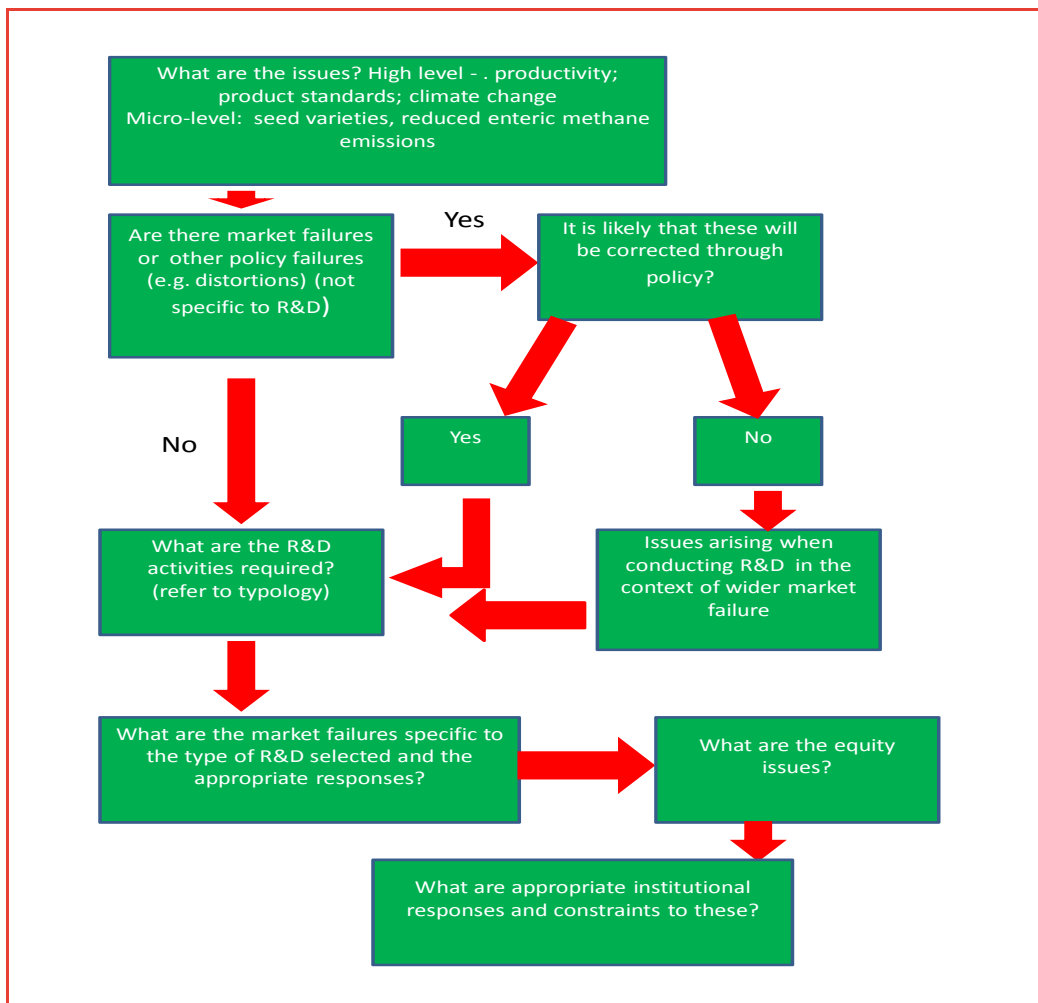 What are the issues? High level - . productivity;
product standards; climate change
Micro-level: seed varieties, reduced enteric methane
emissions
Are there market failures
or other policy failures
(e.g. distortions) (not
specific to R&D)
Yes
It is likely that these will
be corrected through
policy?
No
Yes
No
What are the R&D
activities required?
(refer to typology)
Issues arising when
conducting R&D in the
context of wider market
failure
What are the market failures specific to
the type of R&D selected and the
appropriate responses?
What are the equity
issues?
What are appropriate institutional
responses and constraints to these?